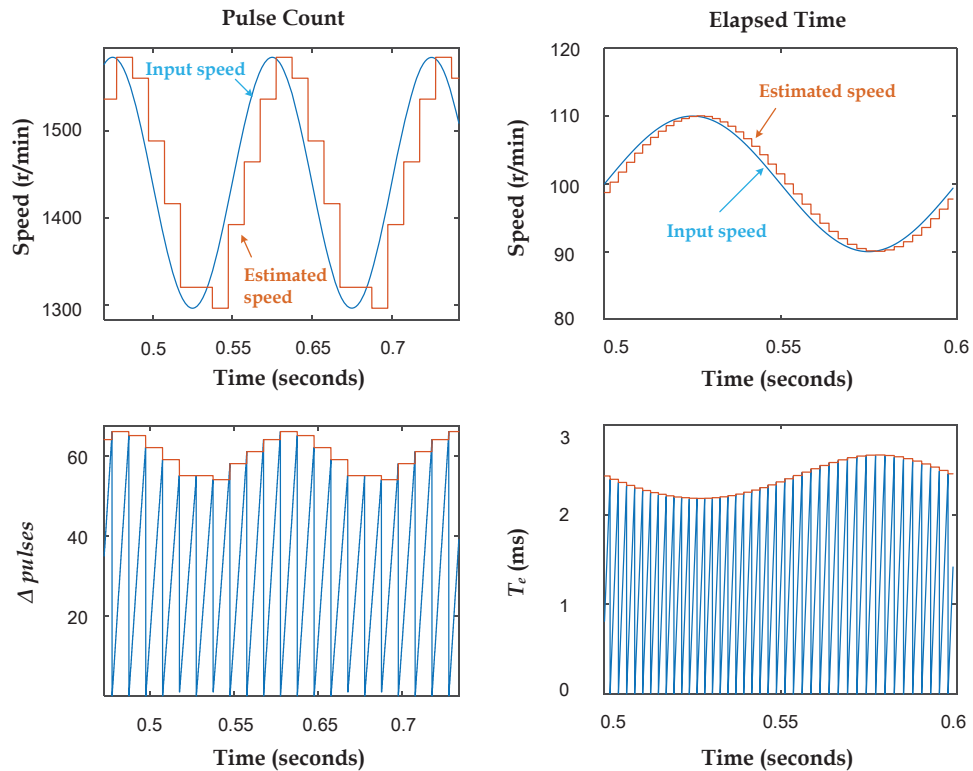 Pulse Count
Speed (r/min)
1500
1400
1300
Input speed
Estimated
speed
0.5
0.55
0.65
0.7
Time (seconds)
Elapsed Time
Speed (r/min)
120
110
100
90
80
Estimated speed
Input speed
0.5
0.55
0.6
Time (seconds)
Δ pulses
60
40
20
0.5
0.55
0.65
0.7
Time (seconds)
Te (ms)
3
2
1
0
0.5
0.55
0.6
Time (seconds)